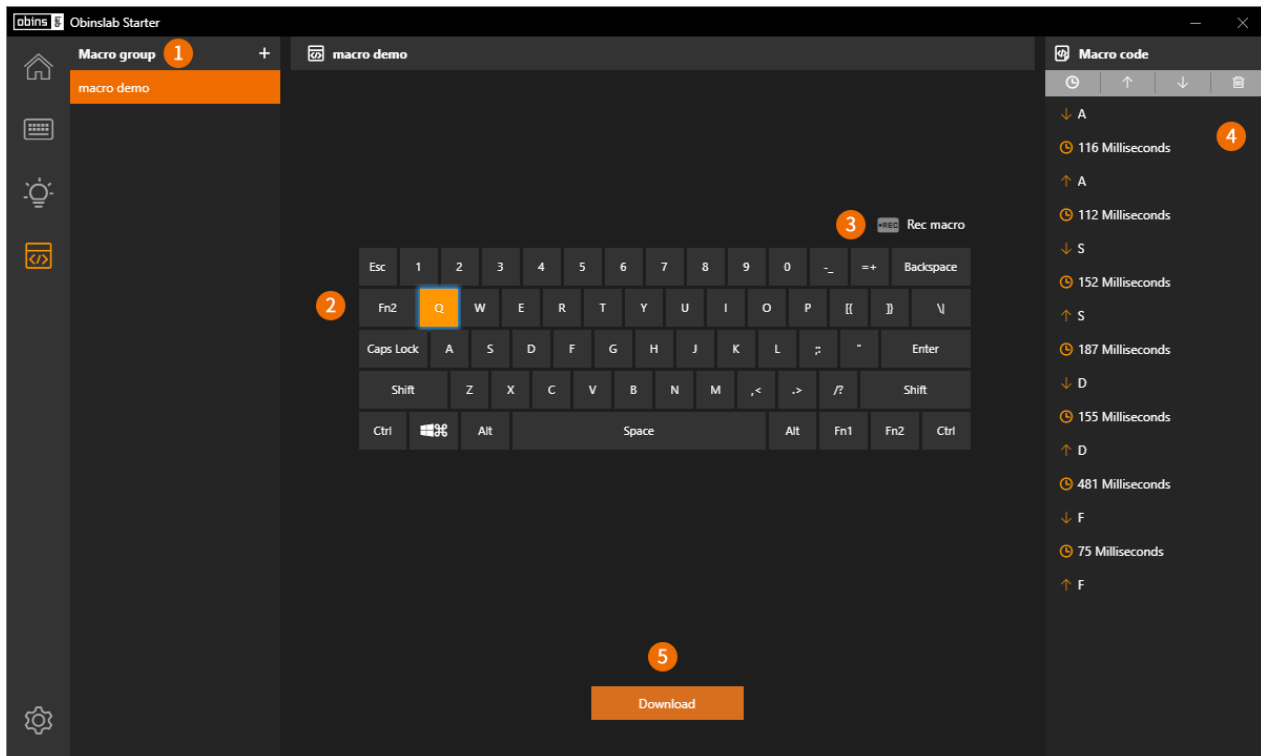 obins Obinslab Starter
Macro group 1 +
macro demo
macro demo
3 REC Rec macro
2
Esc 1 2 3 4 5 6 7 8 9 0 -_ =+ Backspace
Fn2 Q W E R T Y U I O P [{ ]} \|
Caps Lock A S D F G H J K L ;: '" Enter
Shift Z X C V B N M ,< .> /? Shift
Ctrl ⌘ Alt Space Alt Fn1 Fn2 Ctrl
5
Download
Macro code
4
↓ A
116 Milliseconds
↑ A
112 Milliseconds
↓ S
152 Milliseconds
↑ S
187 Milliseconds
↓ D
155 Milliseconds
↑ D
481 Milliseconds
↓ F
75 Milliseconds
↑ F